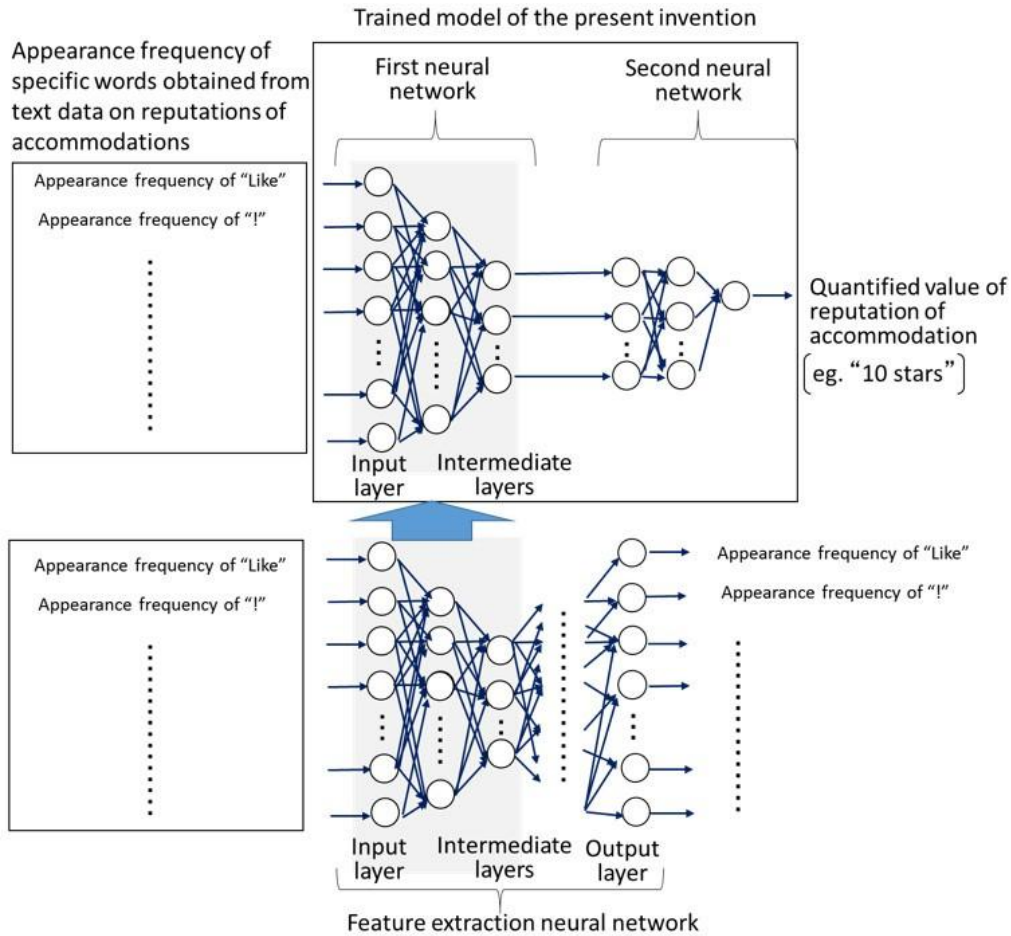 Trained model of the present invention
Appearance frequency of
specific words obtained from
text data on reputations of
accommodations
First neural
network
Second neural
network
Appearance frequency of “Like”
Appearance frequency of “!”
Quantified value of
reputation of
accommodation
eg. “10 stars”
Input
layer
Intermediate
layers
Appearance frequency of “Like”
Appearance frequency of “!”
Appearance frequency of “Like”
Appearance frequency of “!”
Input
layer
Intermediate
layers
Output
layer
Feature extraction neural network